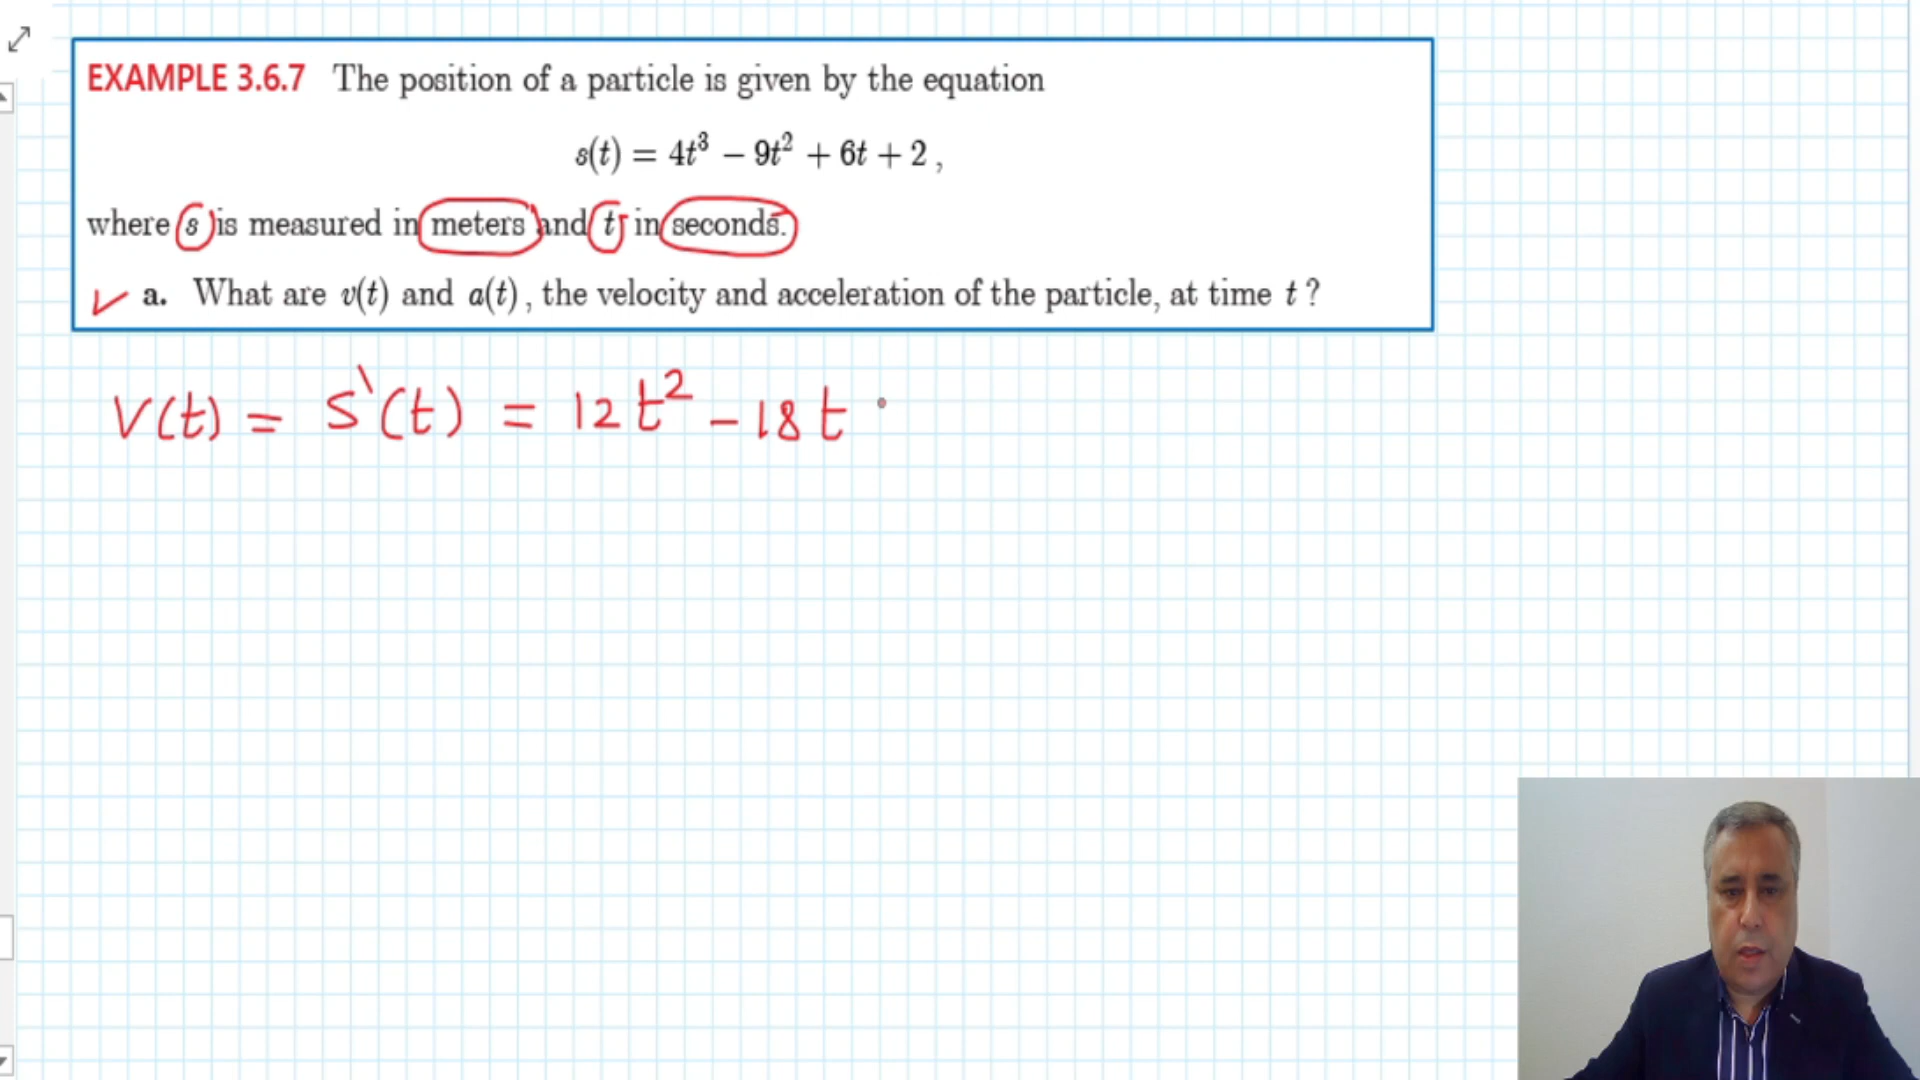 EXAMPLE 3.6.7 The position of a particle is given by the equation
s(t) = 4t³ − 9t² + 6t + 2 ,
where s is measured in meters and t in seconds.
a. What are v(t) and a(t) , the velocity and acceleration of the particle, at time t ?
V(t) = S'(t) = 12t² − 18t